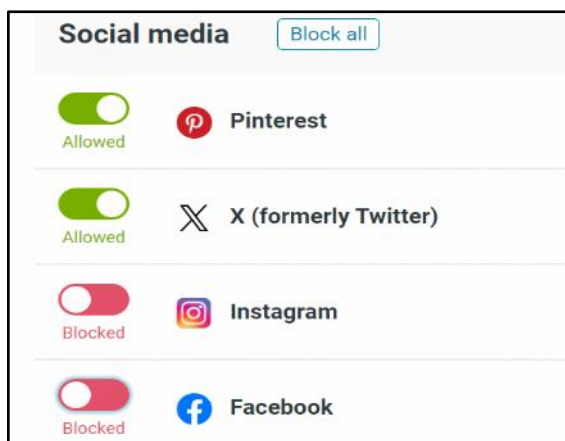 Social media Block all
Allowed
Pinterest
Allowed
X (formerly Twitter)
Blocked
Instagram
Blocked
Facebook